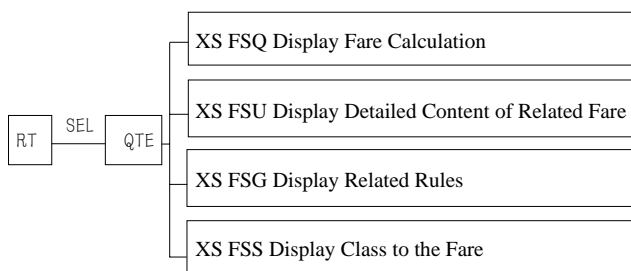 XS FSQ Display Fare Calculation
XS FSU Display Detailed Content of Related Fare
RT
SEL
QTE
XS FSG Display Related Rules
XS FSS Display Class to the Fare